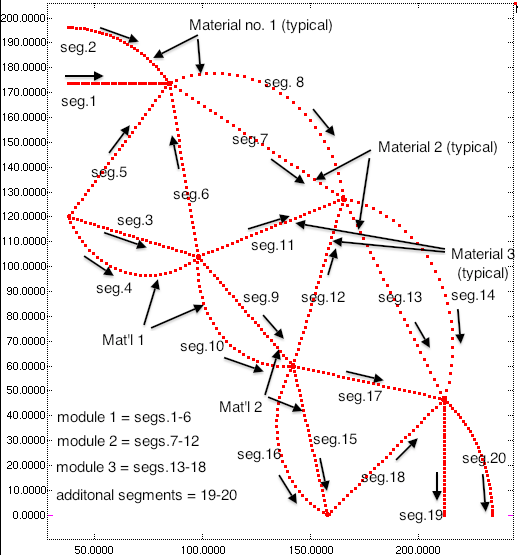 200.0000
190.0000
180.0000
170.0000
160.0000
150.0000
140.0000
130.0000
120.0000
110.0000
100.0000
90.0000
80.0000
70.0000
60.0000
50.0000
40.0000
30.0000
20.0000
10.0000
0.0000
50.0000
100.0000
150.0000
200.0000
Material no. 1 (typical)
seg.2
seg.1
seg. 8
seg.7
Material 2 (typical)
seg.5
seg.6
seg.3
seg.11
Material 3
(typical)
seg.4
seg.9
seg.12
seg.13
seg.14
Mat'l 1
seg.10
seg.17
Mat'l 2
module 1 = segs.1-6
module 2 = segs.7-12
module 3 = segs.13-18
additonal segments = 19-20
seg.15
seg.16
seg.18
seg.20
seg.19